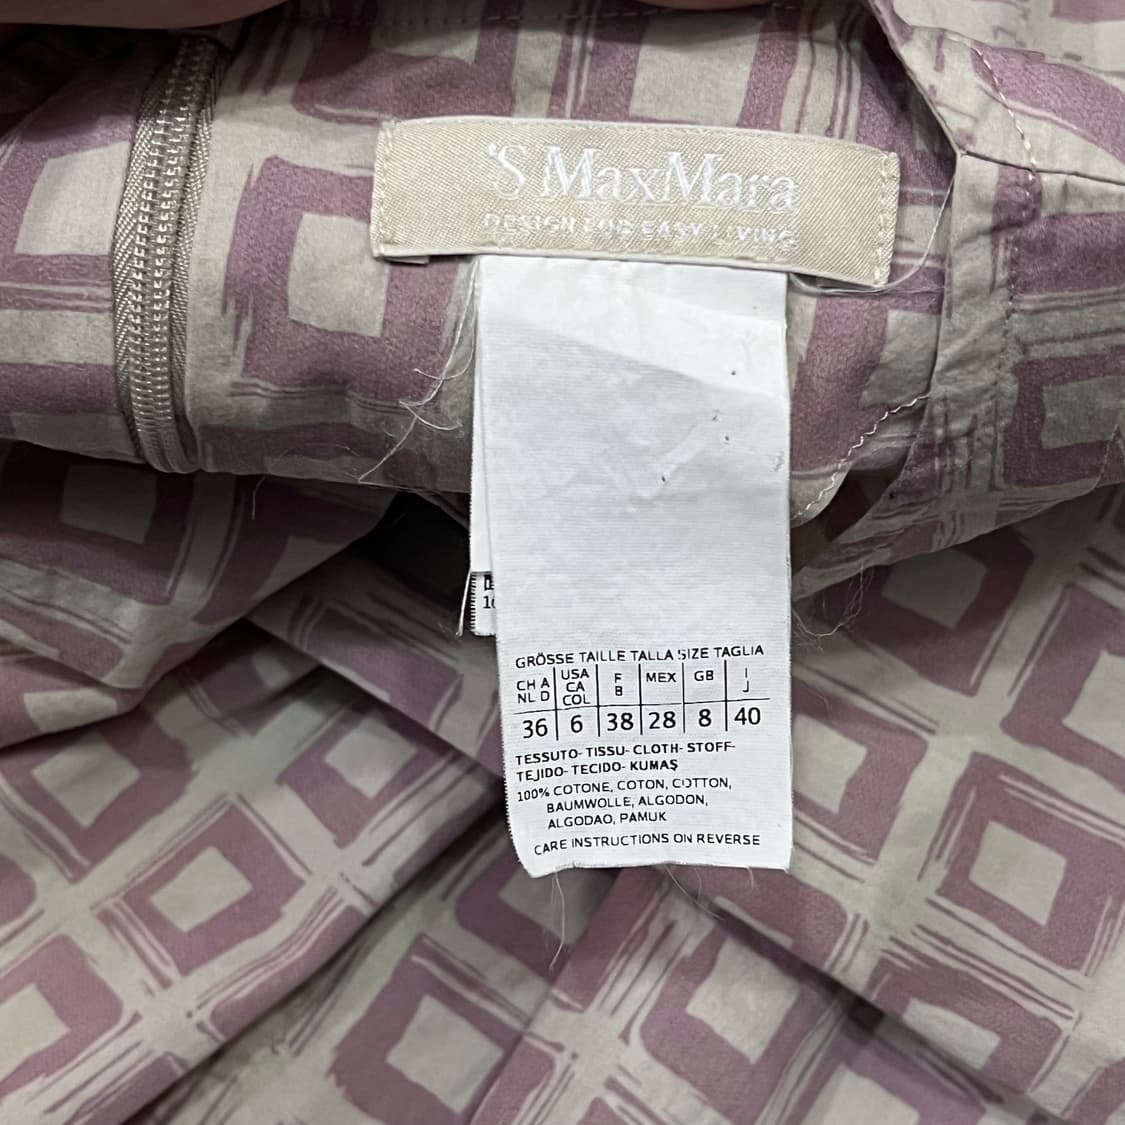 'S MaxMara
DESIGN FOR EASY LIVING
GRÖSSE TAILLE TALLA SIZE TAGLIA
CH A USA F MEX GB I
NL D CA B J
COL
36 6 38 28 8 40
TESSUTO- TISSU- CLOTH- STOFF-
TEJIDO- TECIDO- KUMAŞ
100% COTONE, COTON, COTTON,
BAUMWOLLE, ALGODON,
ALGODAO, PAMUK
CARE INSTRUCTIONS ON REVERSE